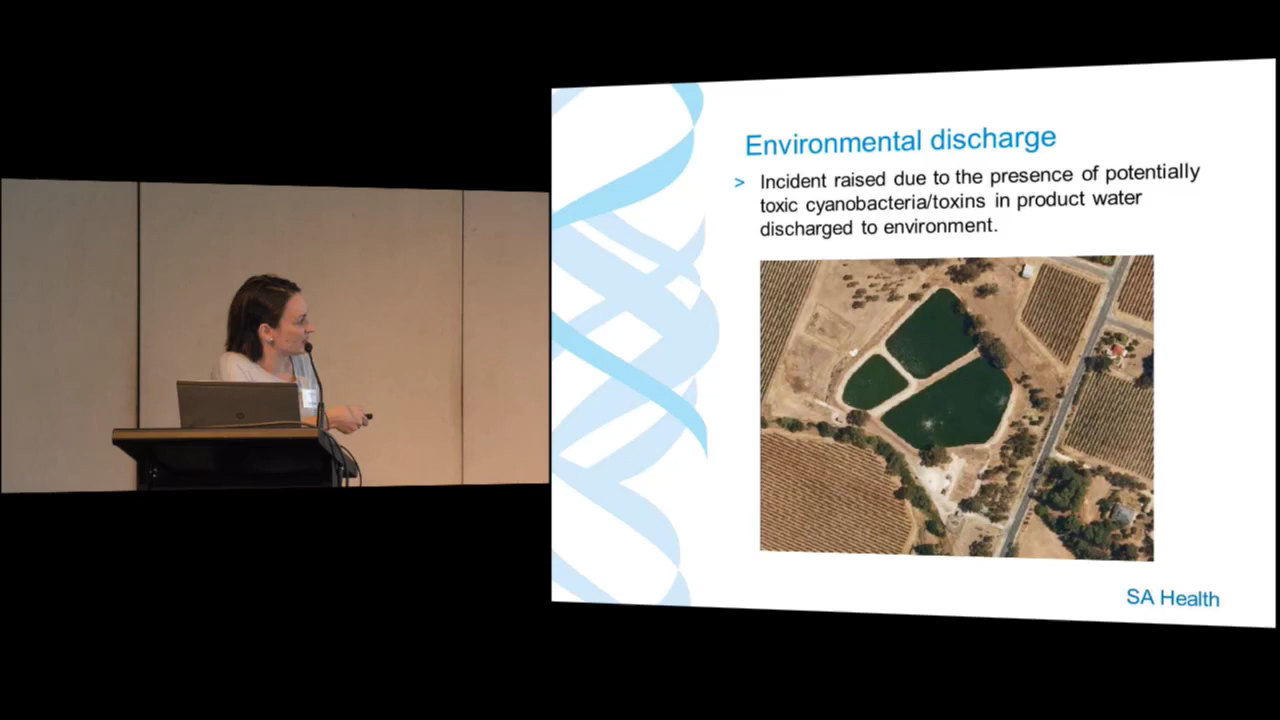 Environmental discharge
> Incident raised due to the presence of potentially
toxic cyanobacteria/toxins in product water
discharged to environment.
SA Health